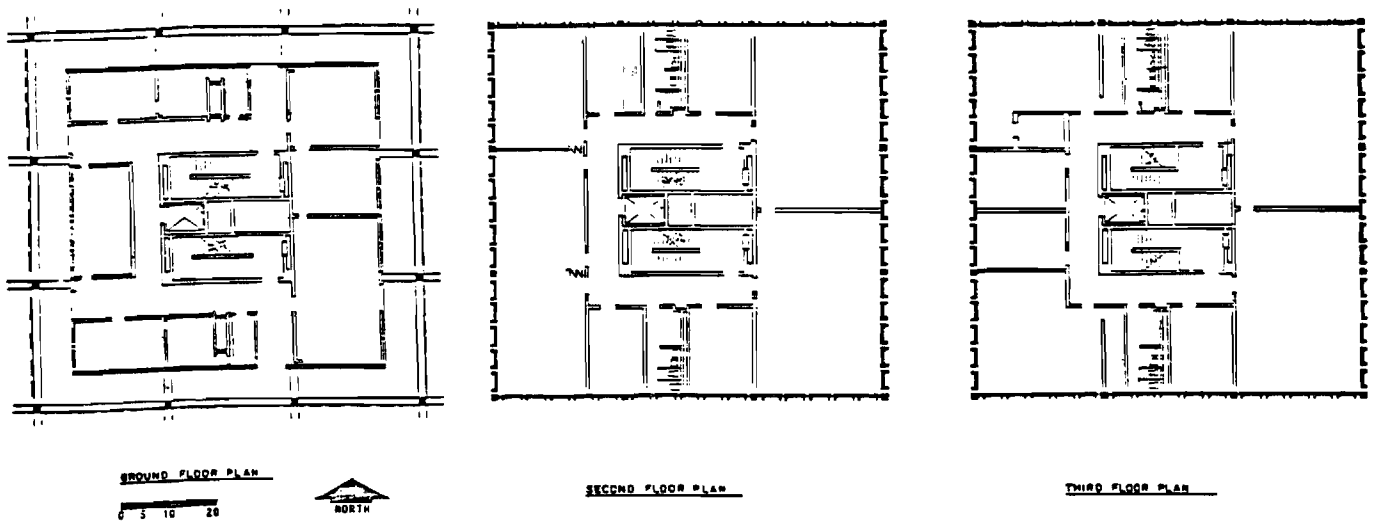 GROUND FLOOR PLAN
0 5 10 20
NORTH
SECOND FLOOR PLAN
THIRD FLOOR PLAN